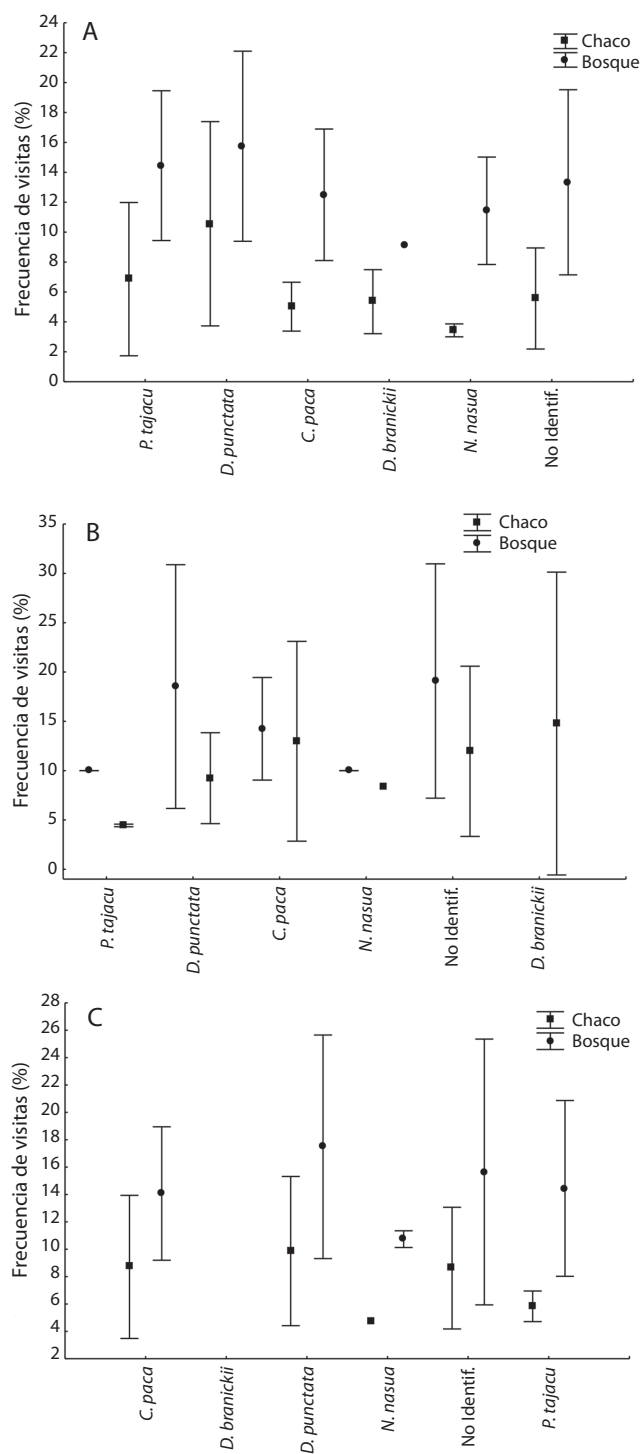 A
Chaco
Bosque
Frecuencia de visitas (%)
24
22
20
18
16
14
12
10
8
6
4
2
0
P. tajacu
D. punctata
C. paca
D. branickii
N. nasua
No Identif.
B
Chaco
Bosque
Frecuencia de visitas (%)
35
30
25
20
15
10
5
0
P. tajacu
D. punctata
C. paca
N. nasua
No Identif.
D. branickii
C
Chaco
Bosque
Frecuencia de visitas (%)
28
26
24
22
20
18
16
14
12
10
8
6
4
2
C. paca
D. branickii
D. punctata
N. nasua
No Identif.
P. tajacu